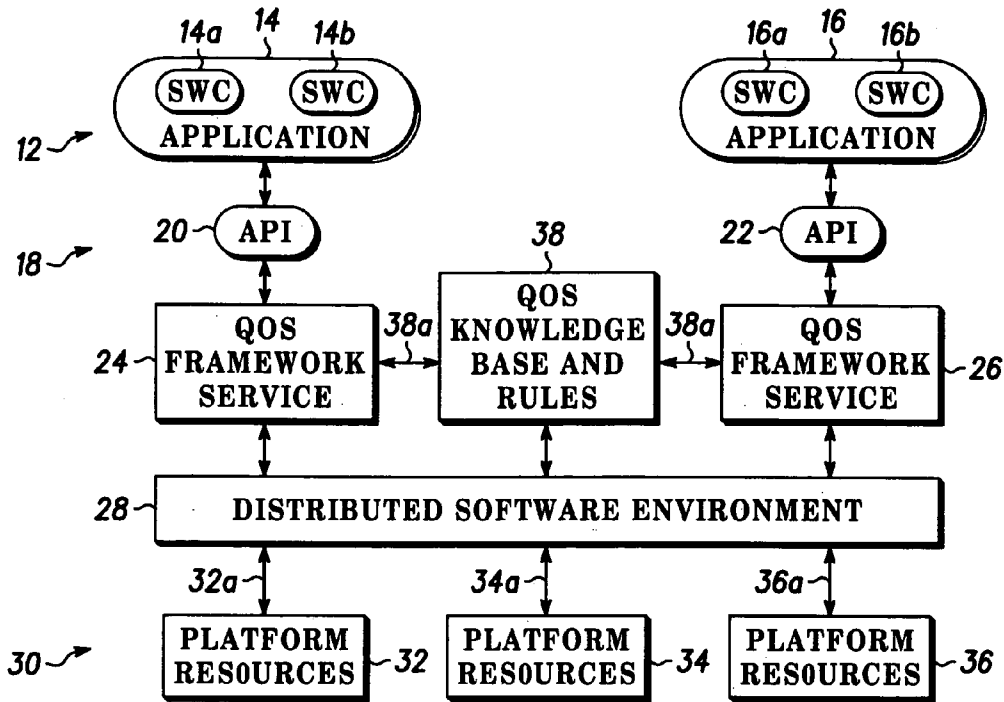 14a 14 14b
SWC SWC
APPLICATION
12
16a 16 16b
SWC SWC
APPLICATION
20 API
18
22 API
38
24
QOS
FRAMEWORK
SERVICE
38a
QOS
KNOWLEDGE
BASE AND
RULES
38a
QOS
FRAMEWORK
SERVICE
26
28 DISTRIBUTED SOFTWARE ENVIRONMENT
32a 34a 36a
30
PLATFORM
RESOURCES
32
PLATFORM
RESOURCES
34
PLATFORM
RESOURCES
36